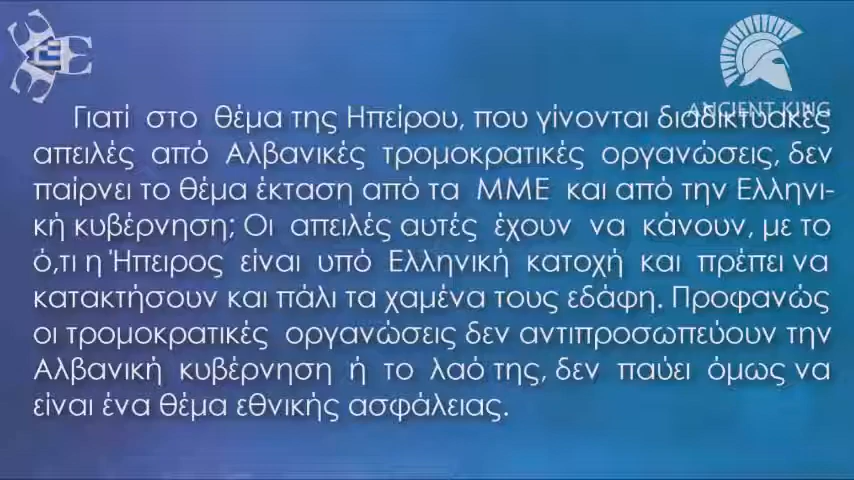 ANCIENT KING
Γιατί στο θέμα της Ηπείρου, που γίνονται διαδικτυακές
απειλές από Αλβανικές τρομοκρατικές οργανώσεις, δεν
παίρνει το θέμα έκταση από τα ΜΜΕ και από την Ελληνι-
κή κυβέρνηση; Οι απειλές αυτές έχουν να κάνουν, με το
ό,τι η Ήπειρος είναι υπό Ελληνική κατοχή και πρέπει να
κατακτήσουν και πάλι τα χαμένα τους εδάφη. Προφανώς
οι τρομοκρατικές οργανώσεις δεν αντιπροσωπεύουν την
Αλβανική κυβέρνηση ή το λαό της, δεν παύει όμως να
είναι ένα θέμα εθνικής ασφάλειας.